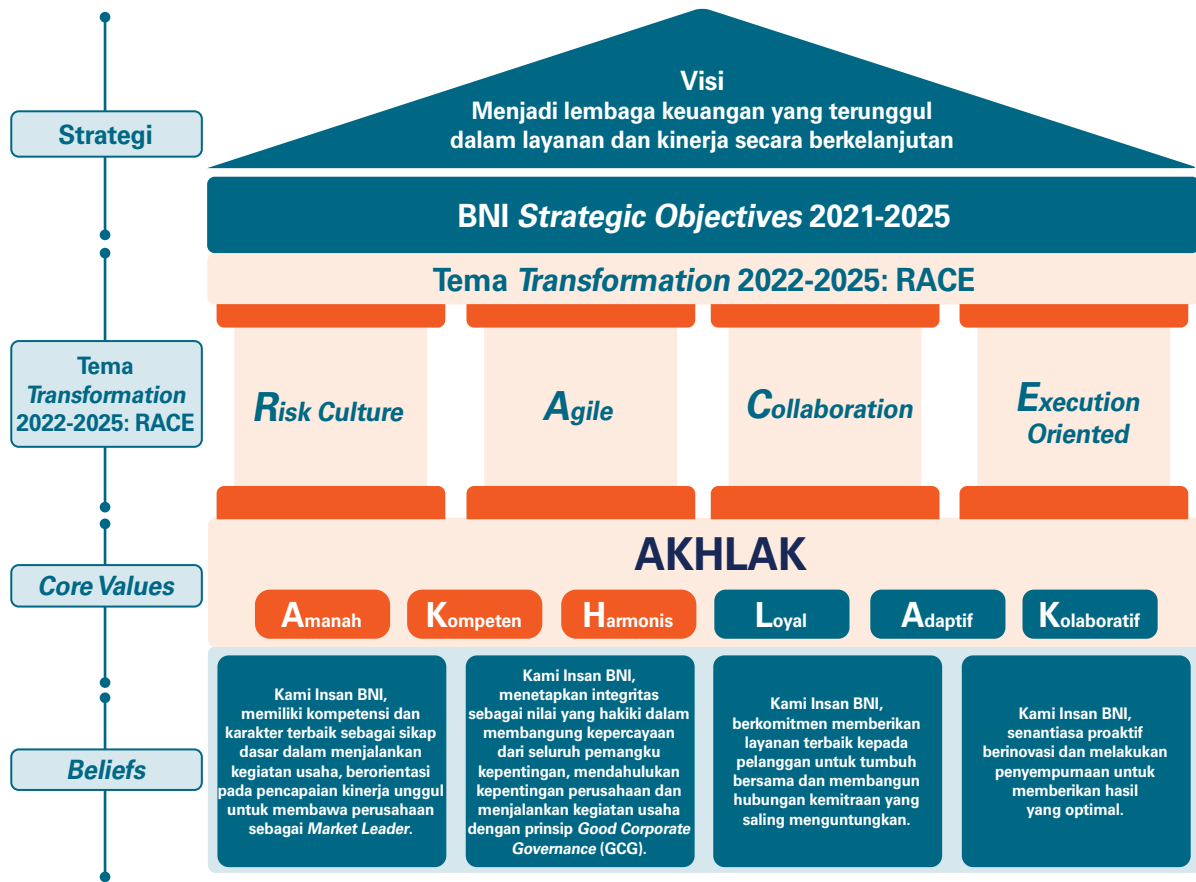 Strategi
Visi
Menjadi lembaga keuangan yang terunggul
dalam layanan dan kinerja secara berkelanjutan
BNI Strategic Objectives 2021-2025
Tema Transformation 2022-2025: RACE
Tema
Transformation
2022-2025: RACE
Risk Culture
Agile
Collaboration
Execution
Oriented
Core Values
AKHLAK
Amanah
Kompeten
Harmonis
Loyal
Adaptif
Kolaboratif
Beliefs
Kami Insan BNI,
memiliki kompetensi dan
karakter terbaik sebagai sikap
dasar dalam menjalankan
kegiatan usaha, berorientasi
pada pencapaian kinerja unggul
untuk membawa perusahaan
sebagai Market Leader.
Kami Insan BNI,
menetapkan integritas
sebagai nilai yang hakiki dalam
membangung kepercayaan
dari seluruh pemangku
kepentingan, mendahulukan
kepentingan perusahaan dan
menjalankan kegiatan usaha
dengan prinsip Good Corporate
Governance (GCG).
Kami Insan BNI,
berkomitmen memberikan
layanan terbaik kepada
pelanggan untuk tumbuh
bersama dan membangun
hubungan kemitraan yang
saling menguntungkan.
Kami Insan BNI,
senantiasa proaktif
berinovasi dan melakukan
penyempurnaan untuk
memberikan hasil
yang optimal.